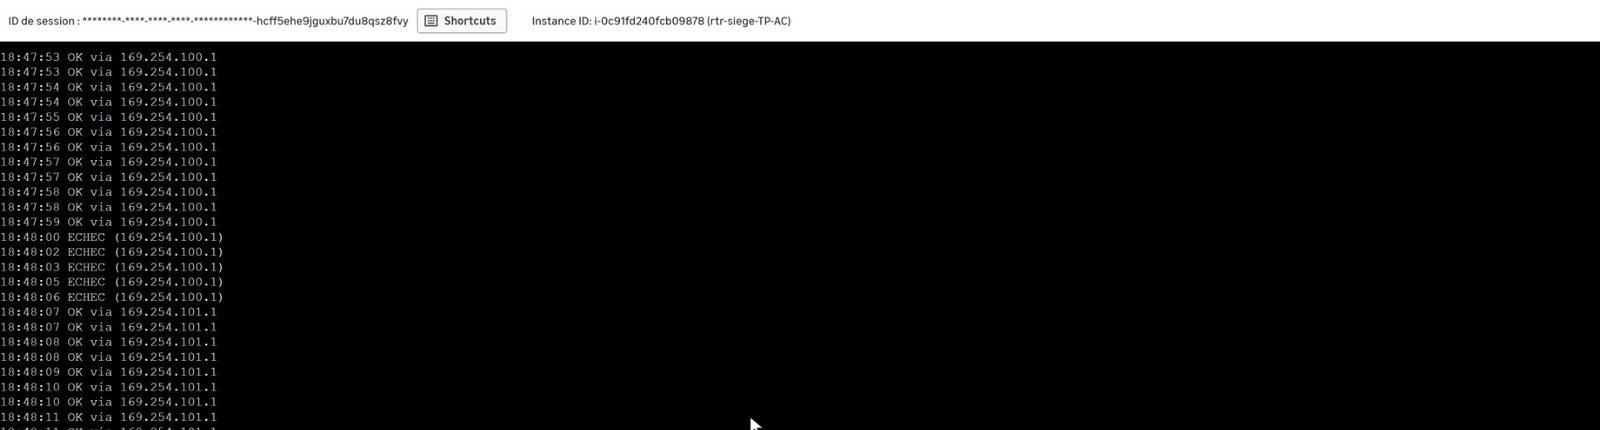 ID de session : ********-****-****-****-************-hcff5ehe9jguxbu7du8qsz8fvy Shortcuts Instance ID: i-0c91fd240fcb09878 (rtr-siege-TP-AC)
18:47:53 OK via 169.254.100.1
18:47:53 OK via 169.254.100.1
18:47:54 OK via 169.254.100.1
18:47:54 OK via 169.254.100.1
18:47:55 OK via 169.254.100.1
18:47:56 OK via 169.254.100.1
18:47:56 OK via 169.254.100.1
18:47:57 OK via 169.254.100.1
18:47:57 OK via 169.254.100.1
18:47:58 OK via 169.254.100.1
18:47:58 OK via 169.254.100.1
18:47:59 OK via 169.254.100.1
18:48:00 ECHEC (169.254.100.1)
18:48:02 ECHEC (169.254.100.1)
18:48:03 ECHEC (169.254.100.1)
18:48:05 ECHEC (169.254.100.1)
18:48:06 ECHEC (169.254.100.1)
18:48:07 OK via 169.254.101.1
18:48:07 OK via 169.254.101.1
18:48:08 OK via 169.254.101.1
18:48:08 OK via 169.254.101.1
18:48:09 OK via 169.254.101.1
18:48:10 OK via 169.254.101.1
18:48:10 OK via 169.254.101.1
18:48:11 OK via 169.254.101.1